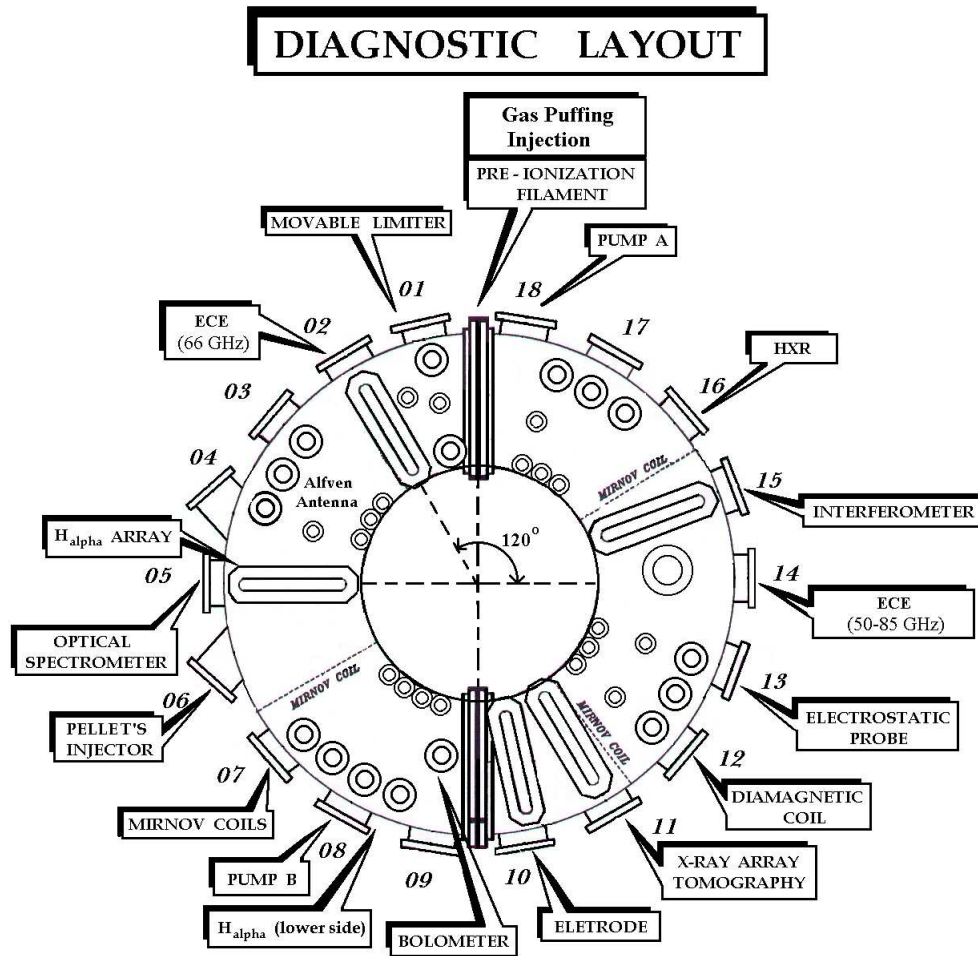 DIAGNOSTIC LAYOUT
Gas Puffing
Injection
PRE - IONIZATION
FILAMENT
MOVABLE LIMITER
PUMP A
ECE
(66 GHz)
HXR
01
18
02
17
03
16
04
15
MIRNOV COIL
INTERFEROMETER
Alfven
Antenna
H alpha ARRAY
120°
05
14
ECE
(50-85 GHz)
OPTICAL
SPECTROMETER
06
13
MIRNOV COIL
MIRNOV COIL
PELLET'S
INJECTOR
ELECTROSTATIC
PROBE
07
12
MIRNOV COILS
DIAMAGNETIC
COIL
08
11
09
10
PUMP B
X-RAY ARRAY
TOMOGRAPHY
H alpha (lower side)
BOLOMETER
ELETRODE